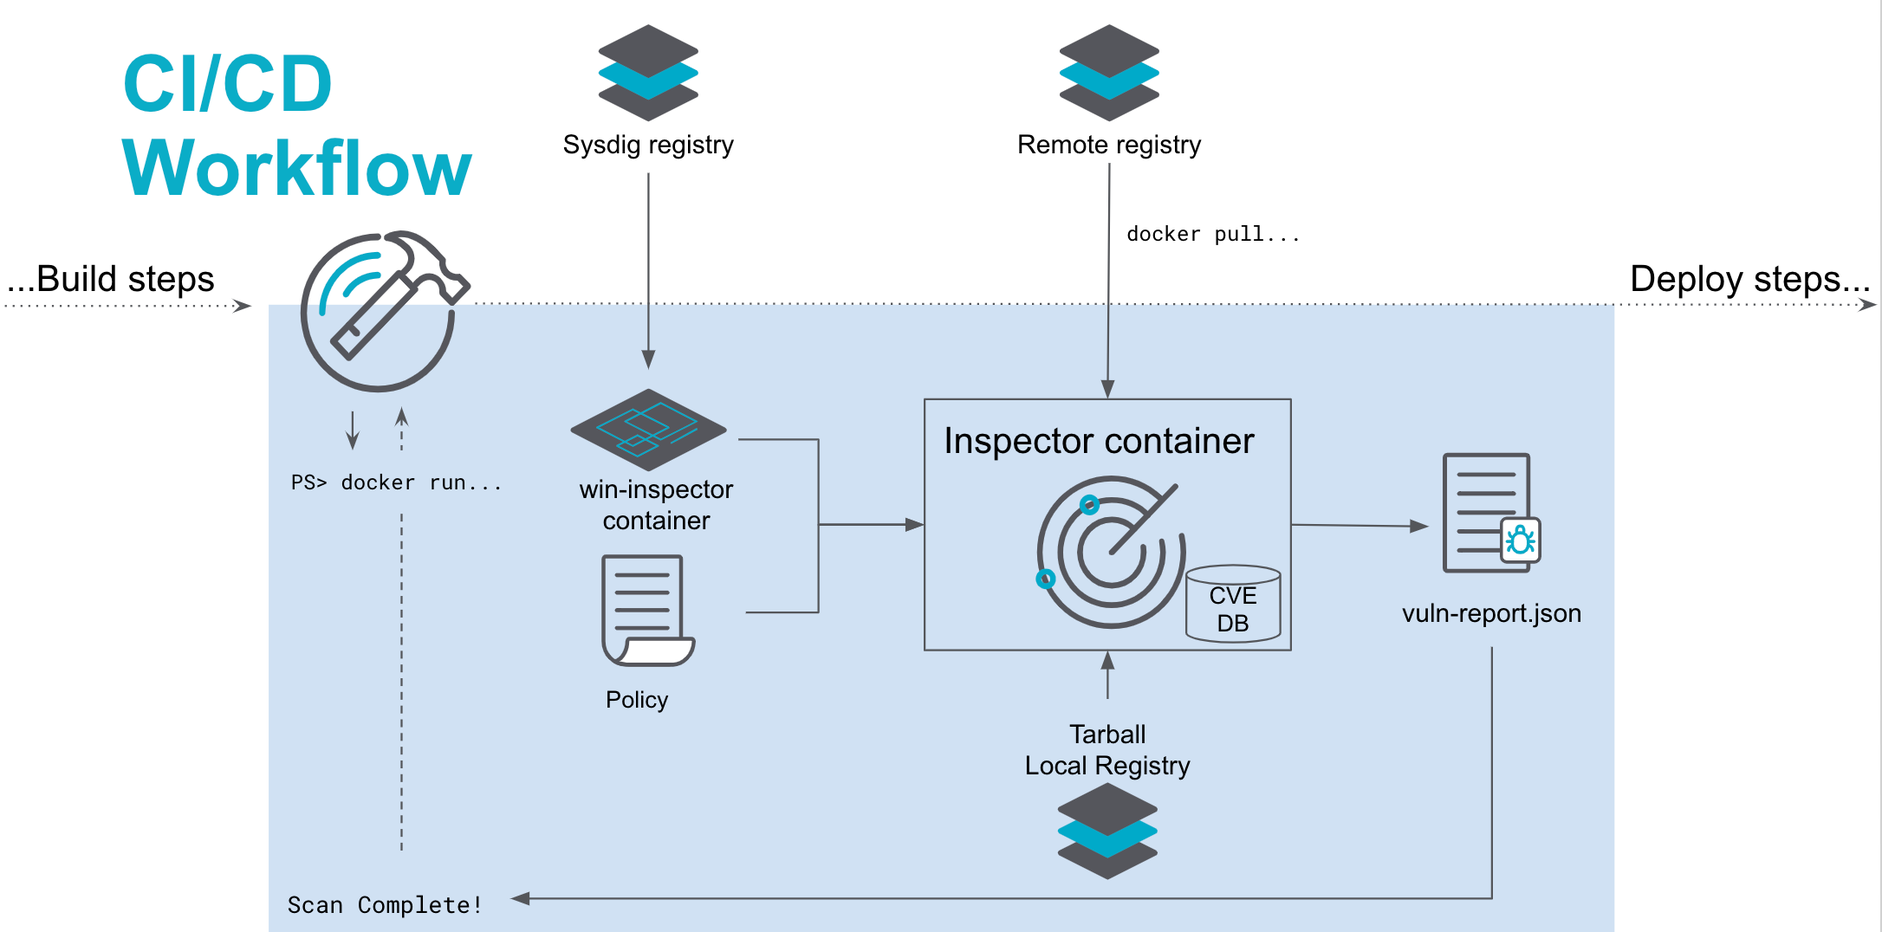 CI/CD
Workflow
Sysdig registry
Remote registry
docker pull...
...Build steps
Deploy steps...
PS> docker run...
win-inspector
container
Policy
Inspector container
CVE
DB
vuln-report.json
Tarball
Local Registry
Scan Complete!